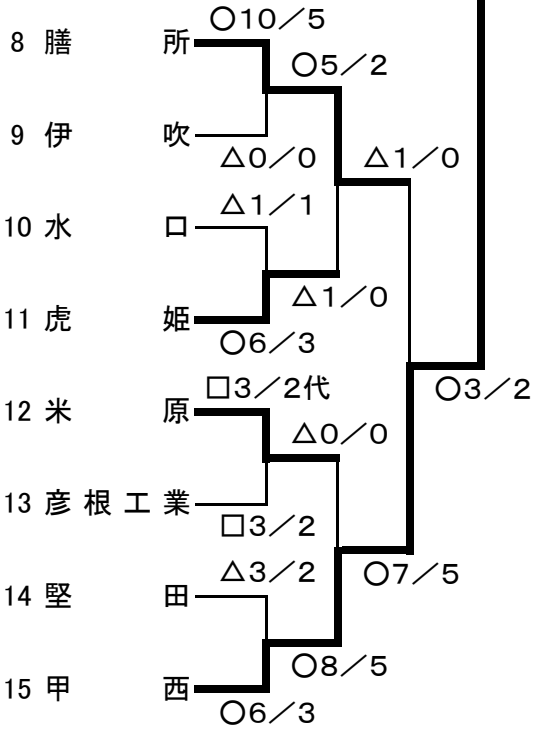 ○10/5
8 膳所
○5/2
9 伊吹
△0/0
△1/0
△1/1
10 水口
△1/0
11 虎姫
○6/3
□3/2代
○3/2
12 米原
△0/0
13 彦根工業
□3/2
△3/2
○7/5
14 堅田
○8/5
15 甲西
○6/3